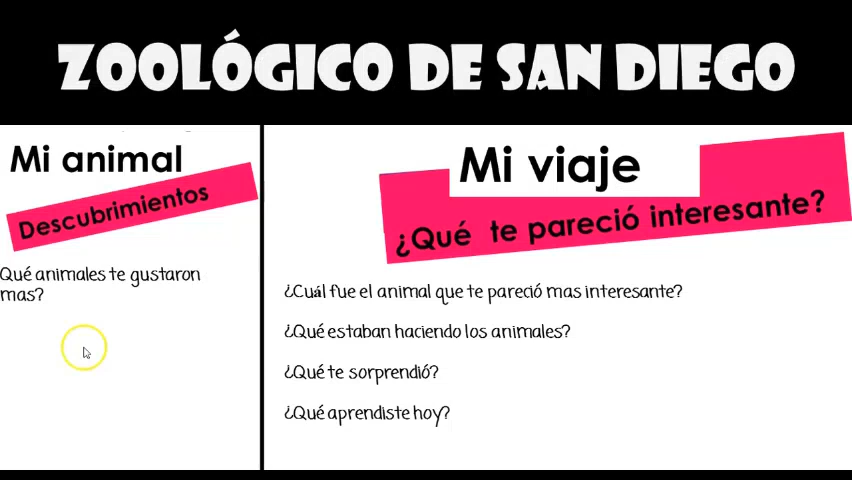 ZOOLÓGICO DE SAN DIEGO
Mi animal
Descubrimientos
Qué animales te gustaron
mas?
Mi viaje
¿Qué te pareció interesante?
¿Cuál fue el animal que te pareció mas interesante?
¿Qué estaban haciendo los animales?
¿Qué te sorprendió?
¿Qué aprendiste hoy?